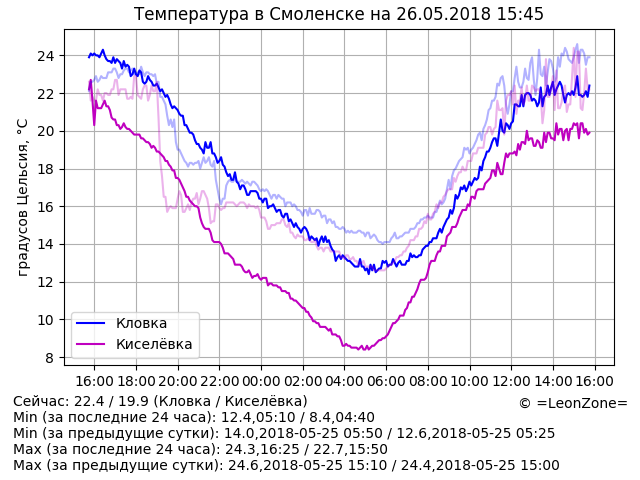 Температура в Смоленске на 26.05.2018 15:45
градусов Цельсия, °C
24
22
20
18
16
14
12
10
8
Кловка
Киселёвка
16:00 18:00 20:00 22:00 00:00 02:00 04:00 06:00 08:00 10:00 12:00 14:00 16:00
Сейчас: 22.4 / 19.9 (Кловка / Киселёвка)
© =LeonZone=
Min (за последние 24 часа): 12.4,05:10 / 8.4,04:40
Min (за предыдущие сутки): 14.0,2018-05-25 05:50 / 12.6,2018-05-25 05:25
Max (за последние 24 часа): 24.3,16:25 / 22.7,15:50
Max (за предыдущие сутки): 24.6,2018-05-25 15:10 / 24.4,2018-05-25 15:00